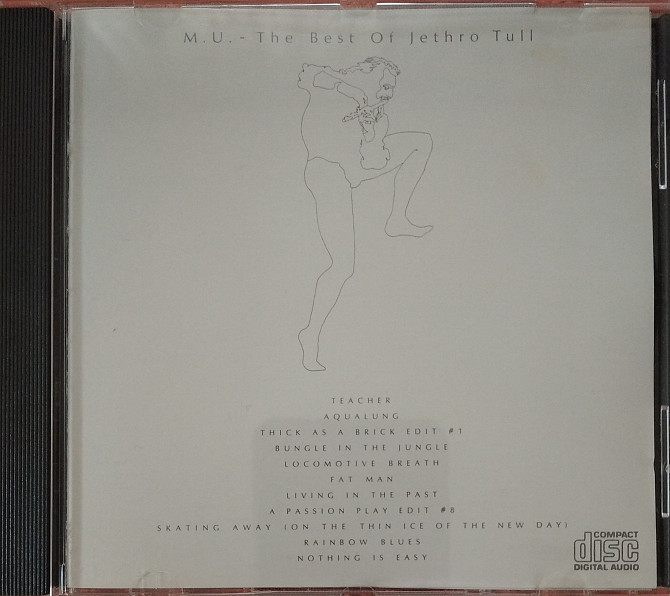 M.U. - The Best Of Jethro Tull
TEACHER
AQUALUNG
THICK AS A BRICK EDIT #1
BUNGLE IN THE JUNGLE
LOCOMOTIVE BREATH
FAT MAN
LIVING IN THE PAST
A PASSION PLAY EDIT #8
SKATING AWAY (ON THE THIN ICE OF THE NEW DAY)
RAINBOW BLUES
NOTHING IS EASY
COMPACT
disc
DIGITAL AUDIO